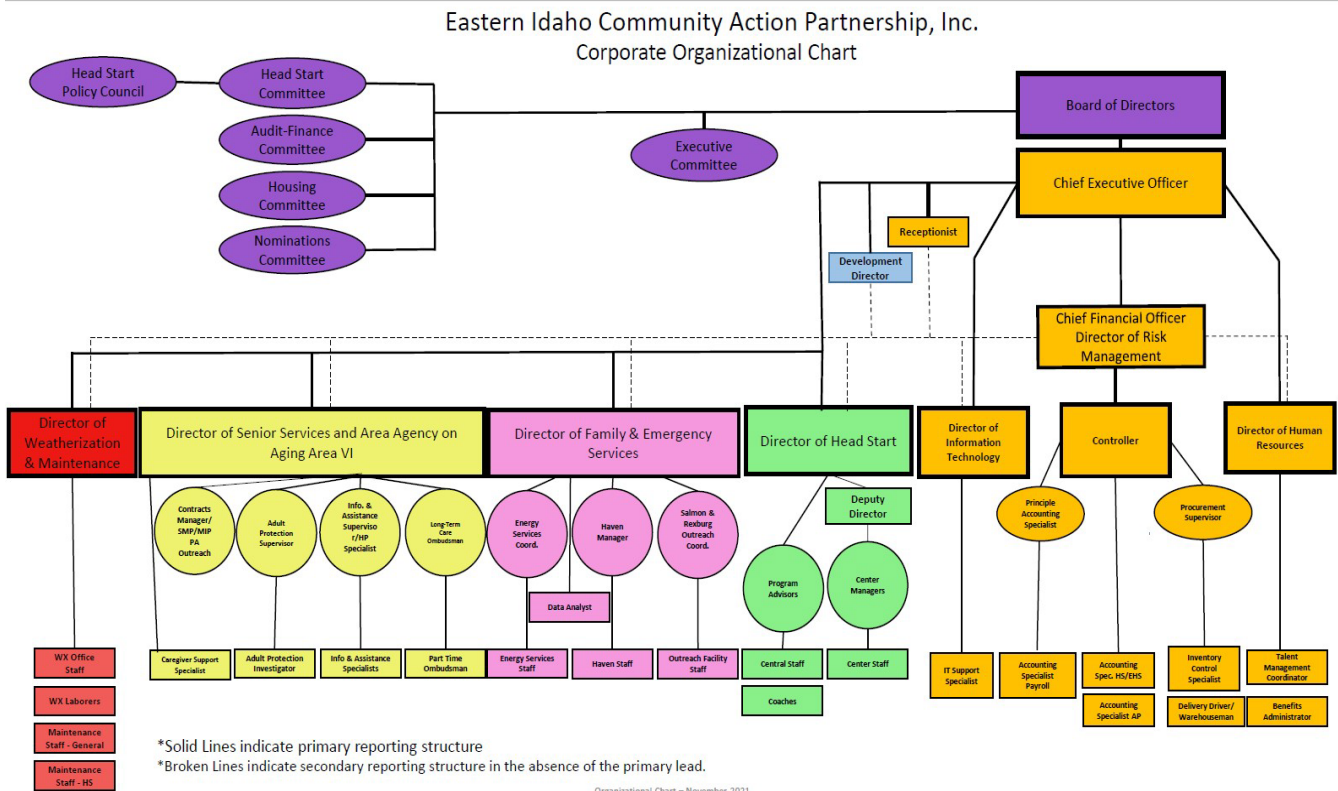 Eastern Idaho Community Action Partnership, Inc.
Corporate Organizational Chart
Head Start
Policy Council
Head Start
Committee
Audit-Finance
Committee
Housing
Committee
Nominations
Committee
Executive
Committee
Board of Directors
Chief Executive Officer
Receptionist
Development
Director
Chief Financial Officer
Director of Risk
Management
Director of
Weatherization
& Maintenance
Director of Senior Services and Area Agency on
Aging Area VI
Director of Family & Emergency
Services
Director of Head Start
Director of
Information
Technology
Controller
Director of Human
Resources
Contracts
Manager/
SMP/MIP
PA
Outreach
Adult
Protection
Supervisor
Info. &
Assistance
Superviso
r/HP
Specialist
Long-Term
Care
Ombudsman
Energy
Services
Coord.
Haven
Manager
Salmon &
Rexburg
Outreach
Coord.
Deputy
Director
Principle
Accounting
Specialist
Procurement
Supervisor
Program
Advisors
Center
Managers
Data Analyst
WX Office
Staff
WX Laborers
Maintenance
Staff - General
Maintenance
Staff - HS
Caregiver Support
Specialist
Adult Protection
Investigator
Info & Assistance
Specialists
Part Time
Ombudsman
Energy Services
Staff
Haven Staff
Outreach Facility
Staff
Central Staff
Coaches
Center Staff
IT Support
Specialist
Accounting
Specialist
Payroll
Accounting
Spec. HS/EHS
Accounting
Specialist AP
Inventory
Control
Specialist
Delivery Driver/
Warehouseman
Talent
Management
Coordinator
Benefits
Administrator
*Solid Lines indicate primary reporting structure
*Broken Lines indicate secondary reporting structure in the absence of the primary lead.
Organizational Chart – November 2021